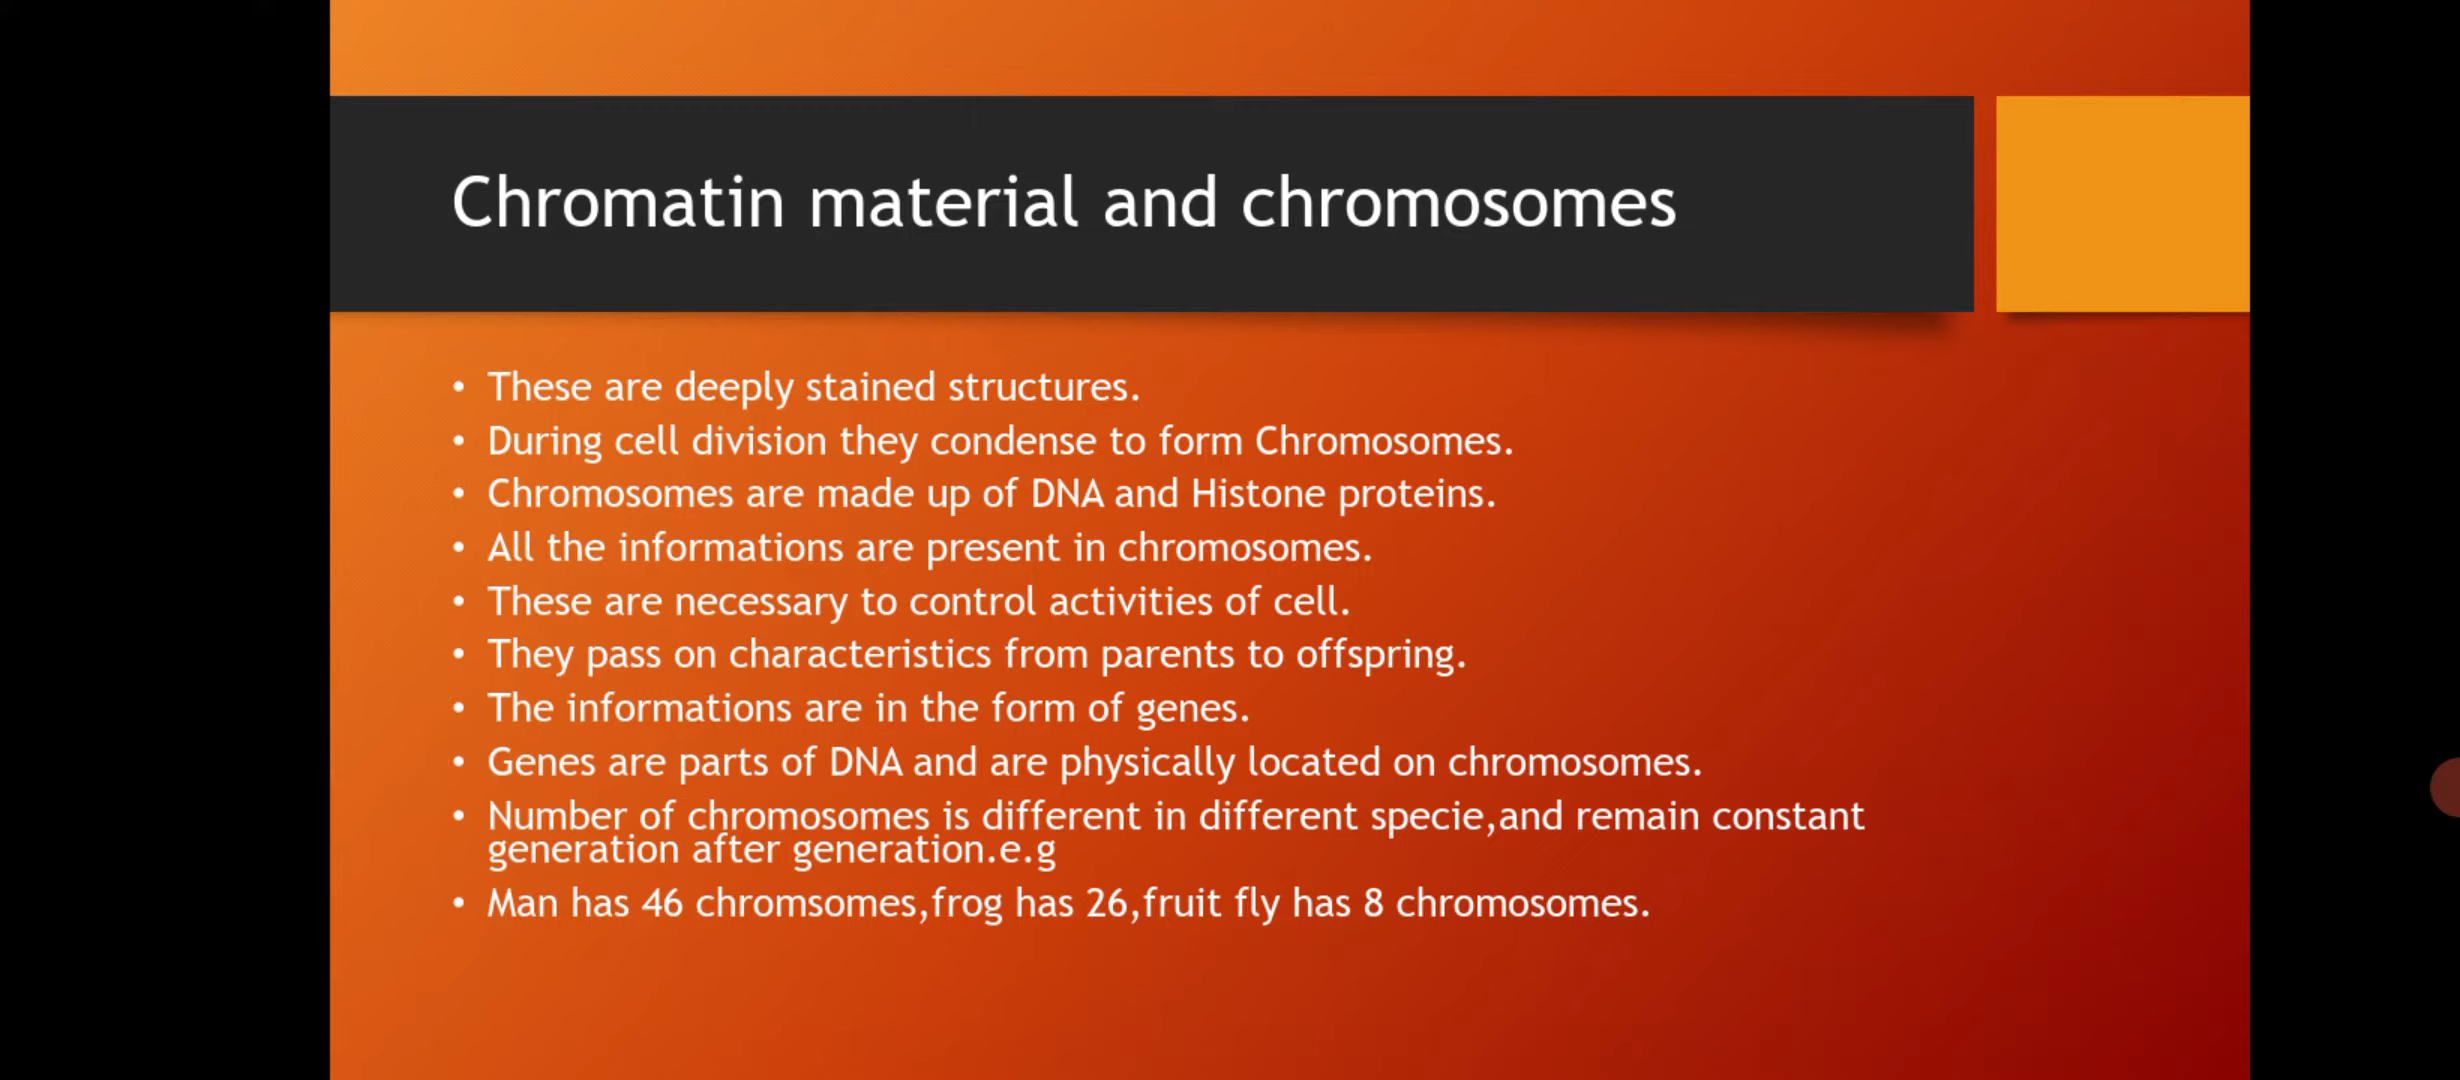 Chromatin material and chromosomes
• These are deeply stained structures.
• During cell division they condense to form Chromosomes.
• Chromosomes are made up of DNA and Histone proteins.
• All the informations are present in chromosomes.
• These are necessary to control activities of cell.
• They pass on characteristics from parents to offspring.
• The informations are in the form of genes.
• Genes are parts of DNA and are physically located on chromosomes.
• Number of chromosomes is different in different specie,and remain constant
generation after generation.e.g
• Man has 46 chromsomes,frog has 26,fruit fly has 8 chromosomes.